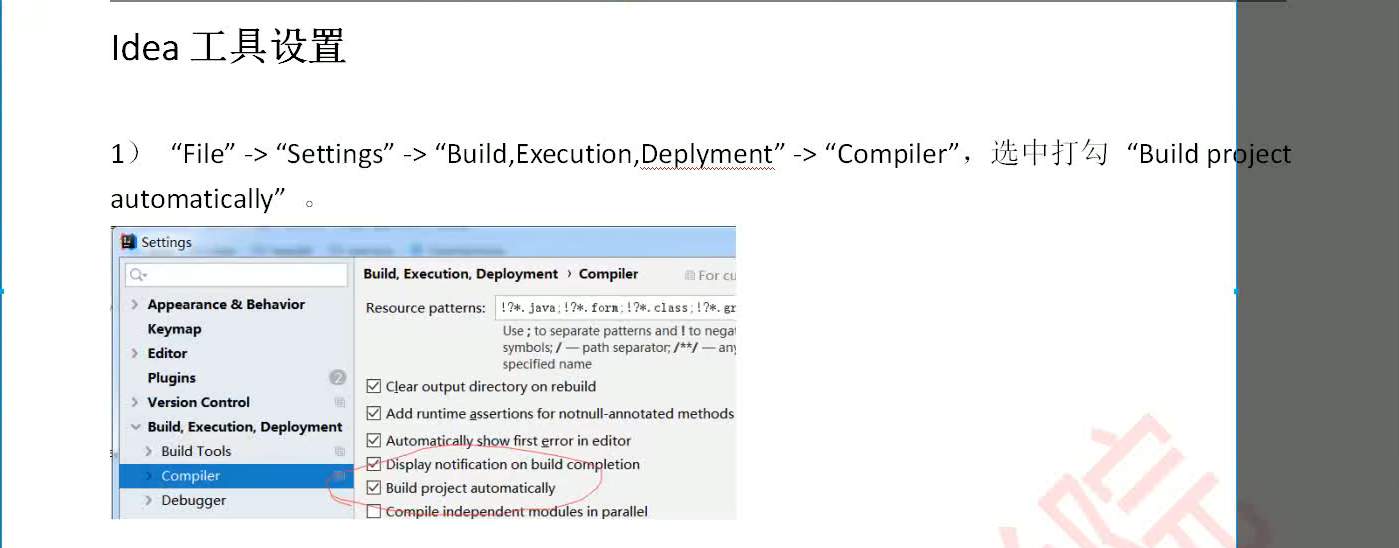 Idea 工具设置
1） “File” -> “Settings” -> “Build,Execution,Deplyment” -> “Compiler”，选中打勾 “Build project
automatically” 。
Settings
Build, Execution, Deployment › Compiler
For cu
Appearance & Behavior
Resource patterns: !?*.java;!?*.form;!?*.class;!?*.gr
Keymap
Use ; to separate patterns and ! to negat
symbols; / — path separator; /**/ — any
specified name
Editor
Plugins 2
Clear output directory on rebuild
Version Control
Add runtime assertions for notnull-annotated methods
Build, Execution, Deployment
Automatically show first error in editor
Build Tools
Display notification on build completion
Compiler
Build project automatically
Debugger
Compile independent modules in parallel